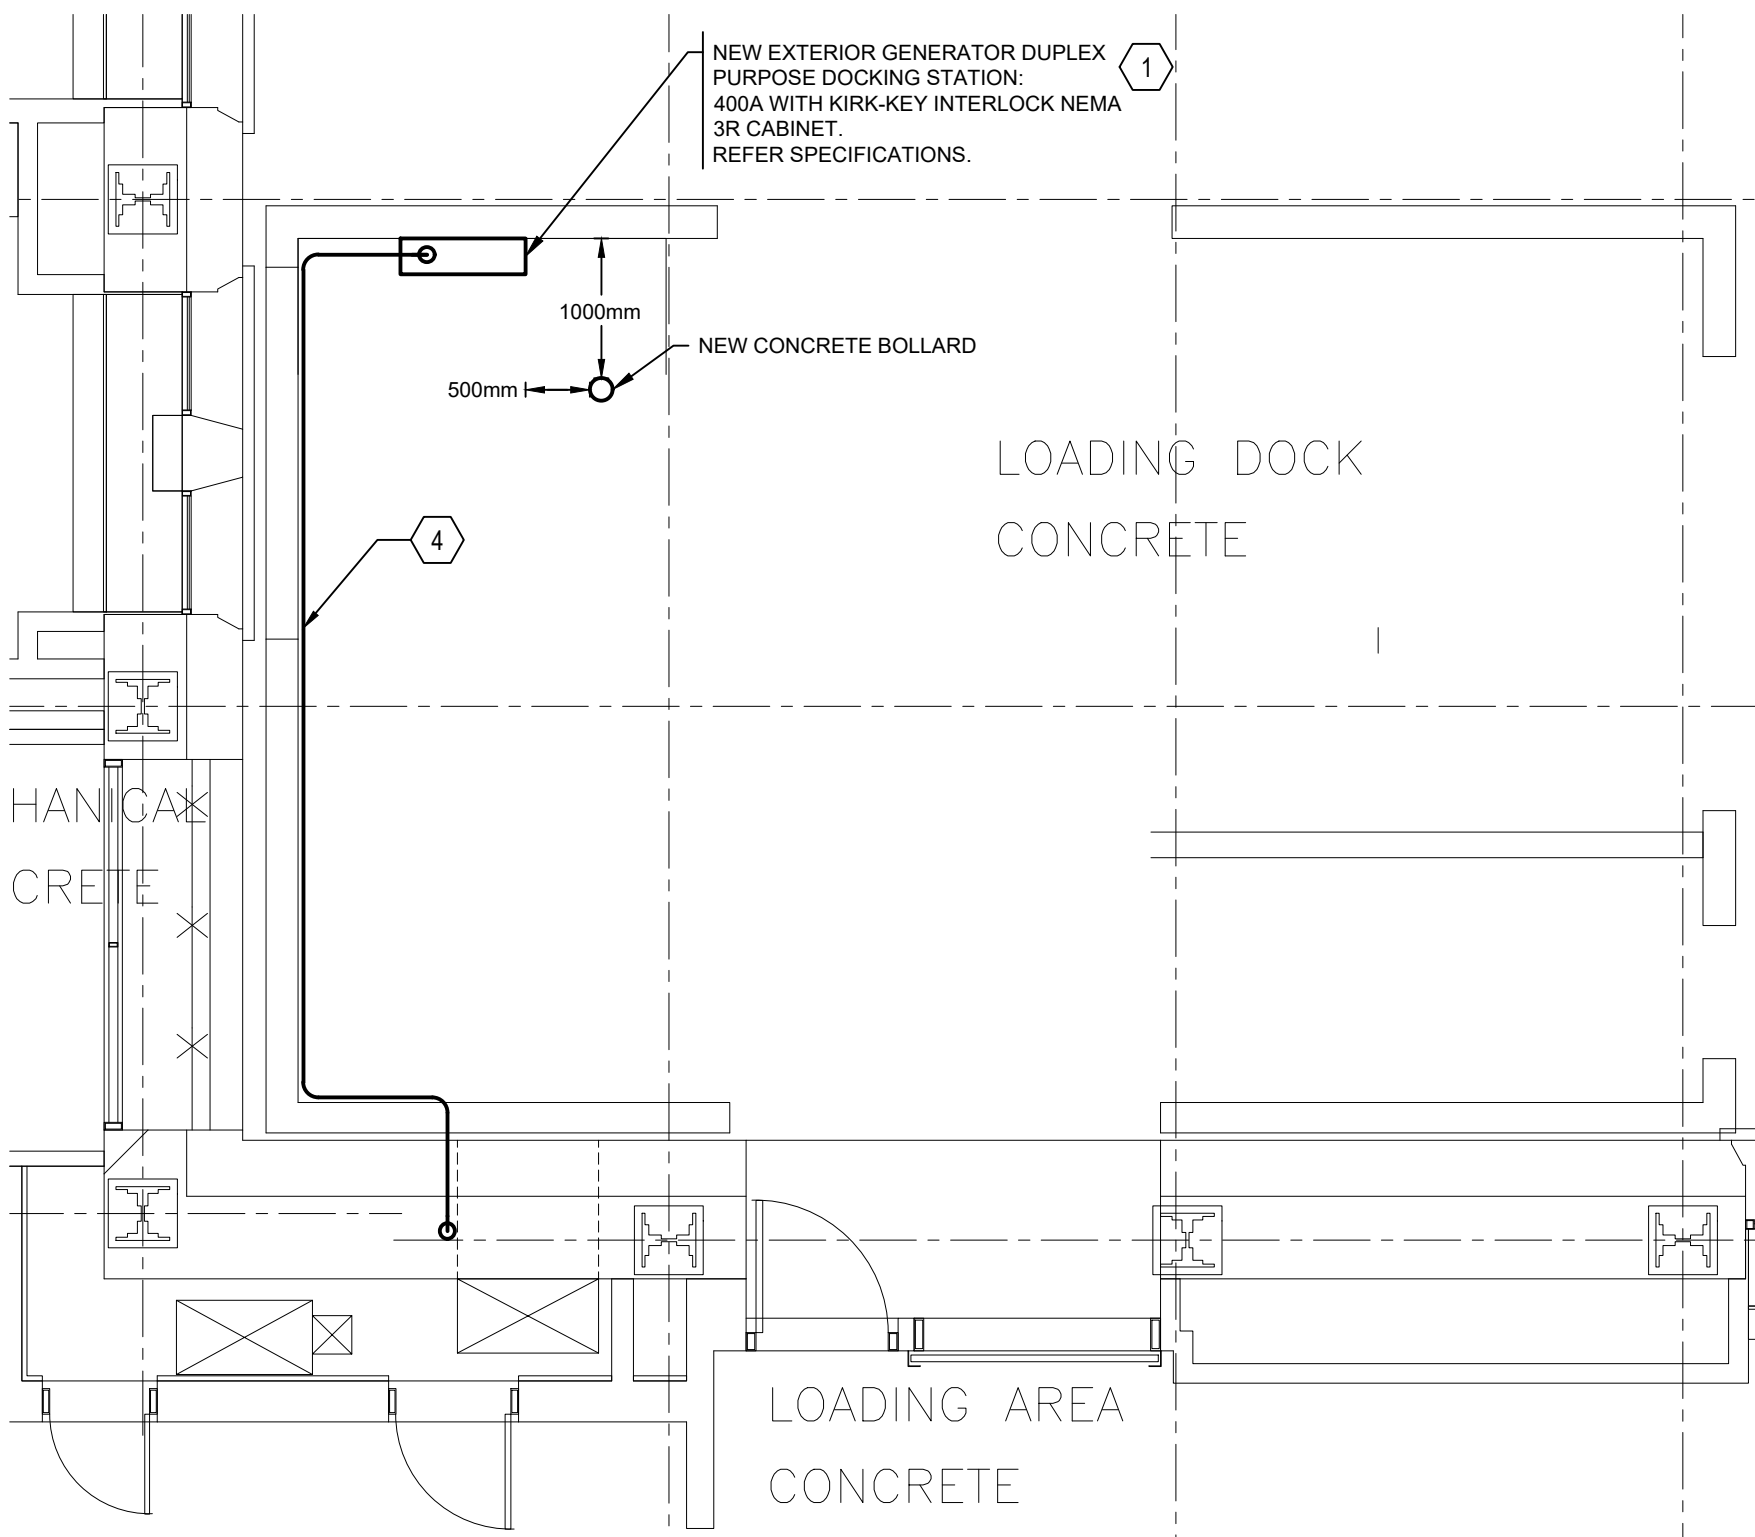 NEW EXTERIOR GENERATOR DUPLEX
PURPOSE DOCKING STATION:
400A WITH KIRK-KEY INTERLOCK NEMA
3R CABINET.
REFER SPECIFICATIONS.
1
1000mm
NEW CONCRETE BOLLARD
500mm
LOADING DOCK
CONCRETE
4
HANICAL
CRETE
LOADING AREA
CONCRETE